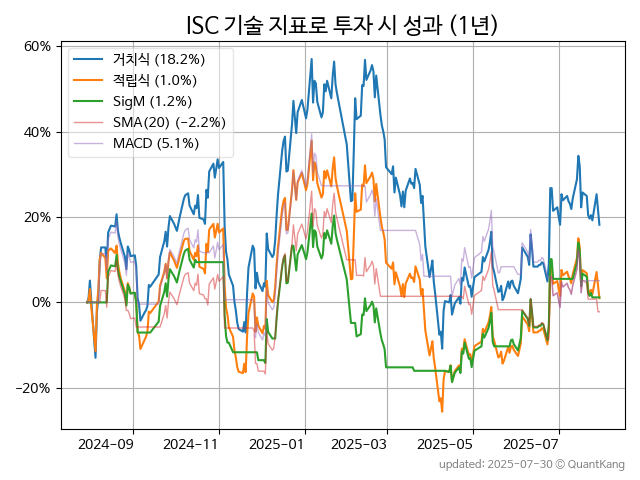 ISC 기술 지표로 투자 시 성과 (1년)
60%
40%
20%
0%
−20%
거치식 (18.2%)
적립식 (1.0%)
SigM (1.2%)
SMA(20) (−2.2%)
MACD (5.1%)
2024-09 2024-11 2025-01 2025-03 2025-05 2025-07
updated: 2025-07-30 © QuantKang